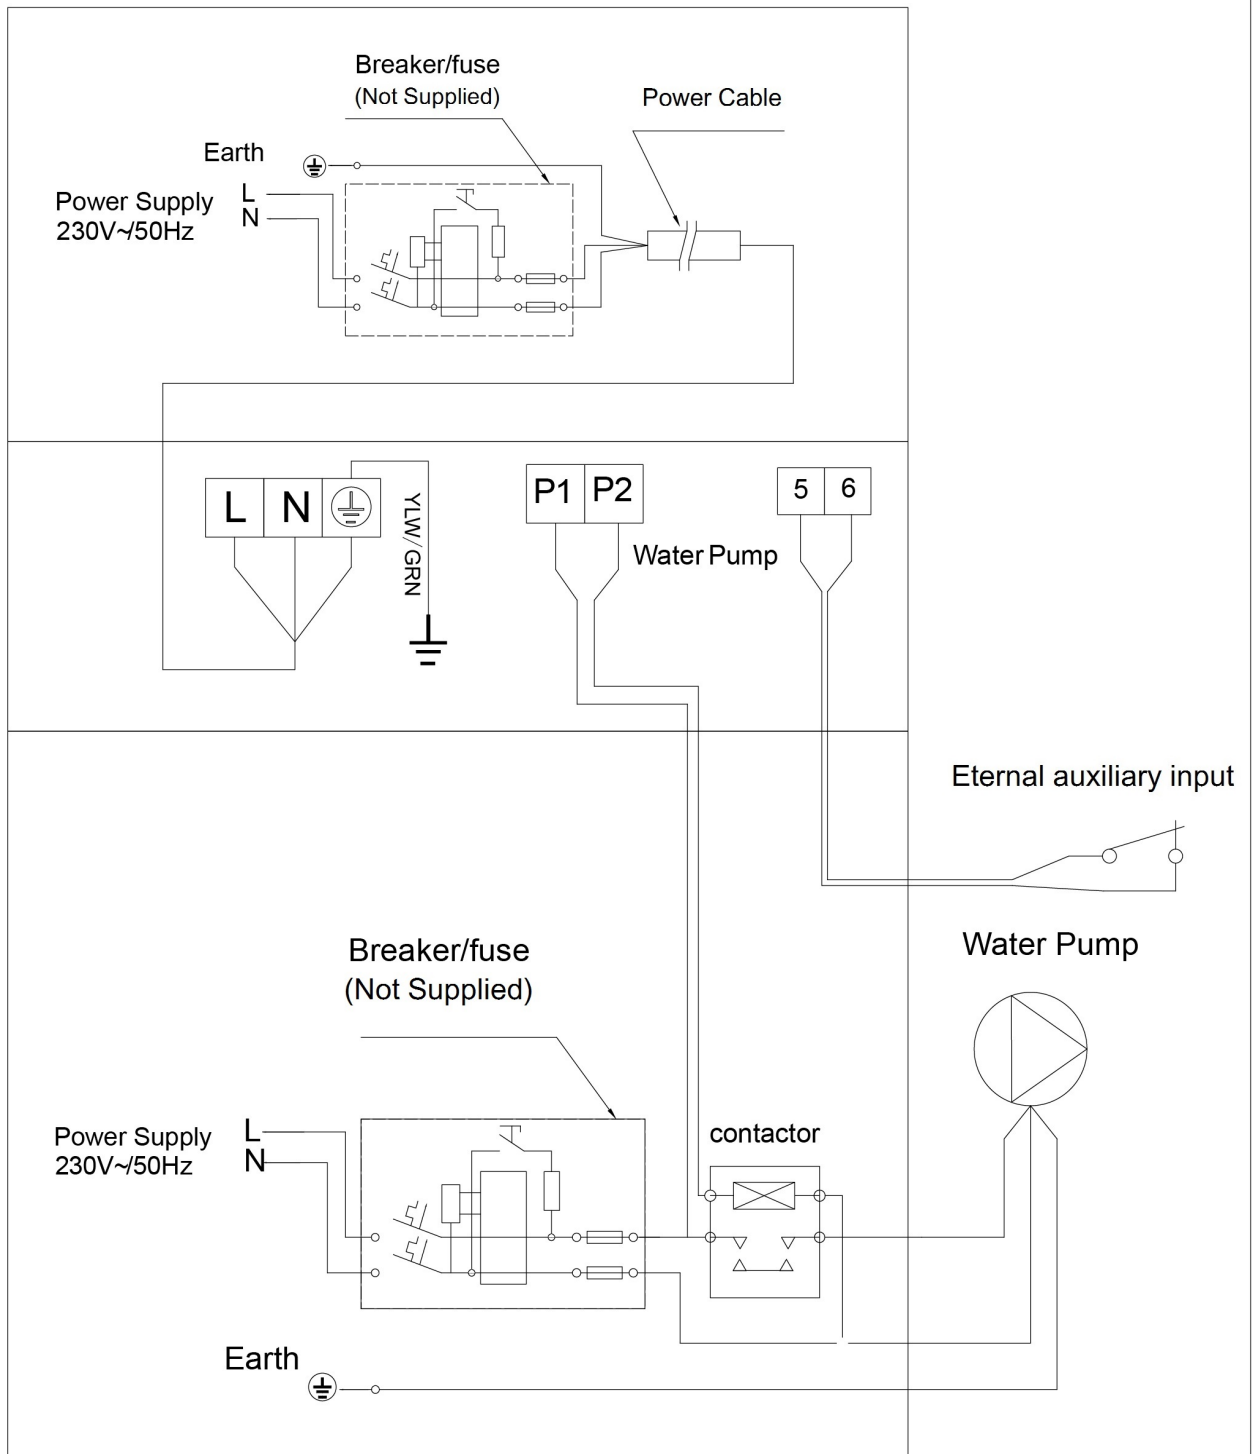 Breaker/fuse
(Not Supplied)
Power Cable
Earth
Power Supply
230V~/50Hz
L
N
L N
YLW/GRN
P1 P2
Water Pump
5 6
Eternal auxiliary input
Water Pump
Breaker/fuse
(Not Supplied)
contactor
Power Supply
230V~/50Hz
L
N
Earth